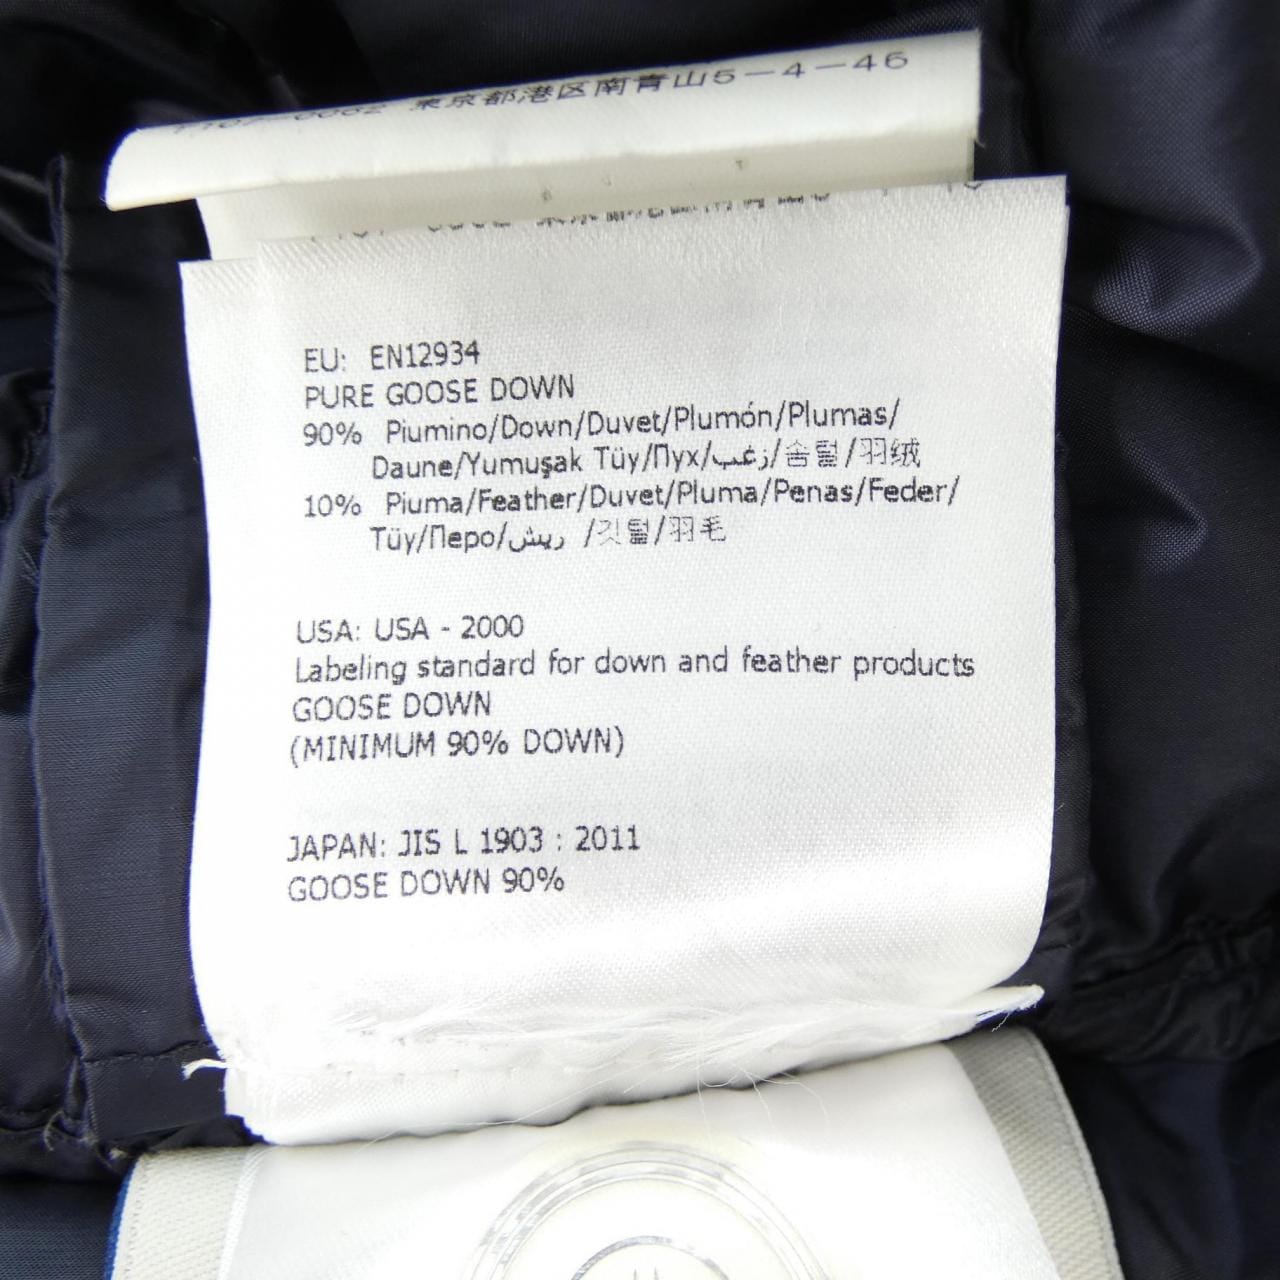 東京都港区南青山5-4-46
EU: EN12934
PURE GOOSE DOWN
90% Piumino/Down/Duvet/Plumón/Plumas/
Daune/Yumuşak Tüy/Пух/زغب/솜털/羽绒
10% Piuma/Feather/Duvet/Pluma/Penas/Feder/
Tüy/Перо/ريش /깃털/羽毛
USA: USA - 2000
Labeling standard for down and feather products
GOOSE DOWN
(MINIMUM 90% DOWN)
JAPAN: JIS L 1903 : 2011
GOOSE DOWN 90%